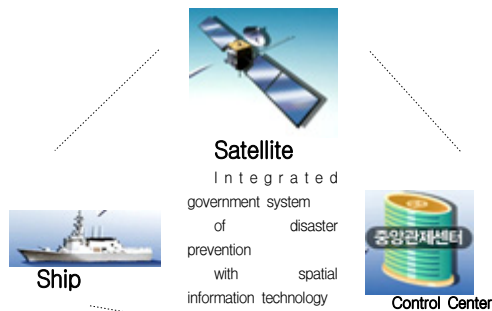 Satellite
Integrated
government system
of disaster
prevention
with spatial
information technology
중앙관제센터
Ship
Control Center